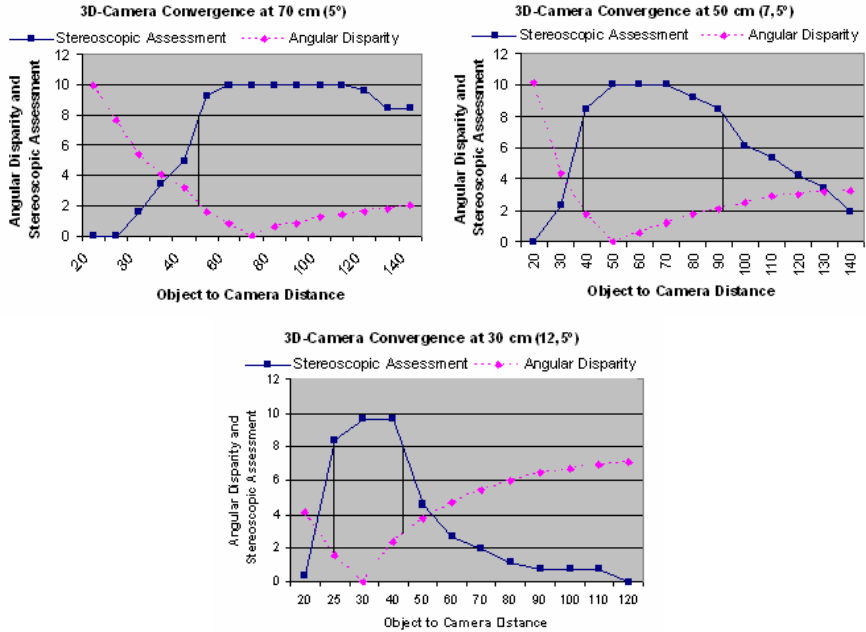 3D-Camera Convergence at 70 cm (5º)
Stereoscopic Assessment Angular Disparity
Angular Disparity and
Stereoscopic Assessment
12
10
8
6
4
2
0
20 30 40 60 80 100 120 140
Object to Camera Distance
3D-Camera Convergence at 50 cm (7,5º)
Stereoscopic Assessment Angular Disparity
Angular Disparity and
Stereoscopic Assessment
12
10
8
6
4
2
0
20 30 40 50 60 70 80 90 100 110 120 130 140
Object to Camera Distance
3D-Camera Convergence at 30 cm (12,5º)
Stereoscopic Assessment Angular Disparity
Angular Disparity and
Stereoscopic Assessment
12
10
8
6
4
2
0
20 25 30 40 50 60 70 80 90 100 110 120
Object to Camera Distance